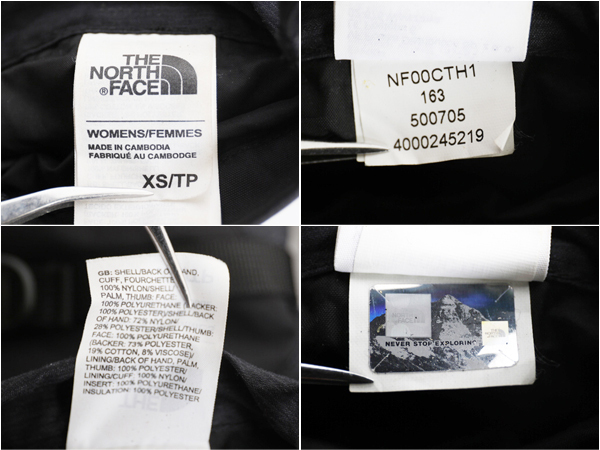 THE
NORTH
FACE
®
WOMENS/FEMMES
MADE IN CAMBODIA
FABRIQUÉ AU CAMBODGE
XS/TP
NF00CTH1
163
500705
4000245219
GB: SHELL/BACK OF HAND,
CUFF, FOURCHETTE:
100% NYLON/SHELL/
PALM, THUMB: FACE:
100% POLYURETHANE BACKER:
100% POLYESTER/SHELL/BACK
OF HAND: 72% NYLON/
28% POLYESTER/SHELL/THUMB:
FACE: 100% POLYURETHANE
/BACKER: 73% POLYESTER,
19% COTTON, 8% VISCOSE/
LINING/BACK OF HAND, PALM,
THUMB: 100% POLYESTER/
LINING/CUFF: 100% NYLON/
INSERT: 100% POLYURETHANE/
INSULATION: 100% POLYESTER
NEVER STOP EXPLORING